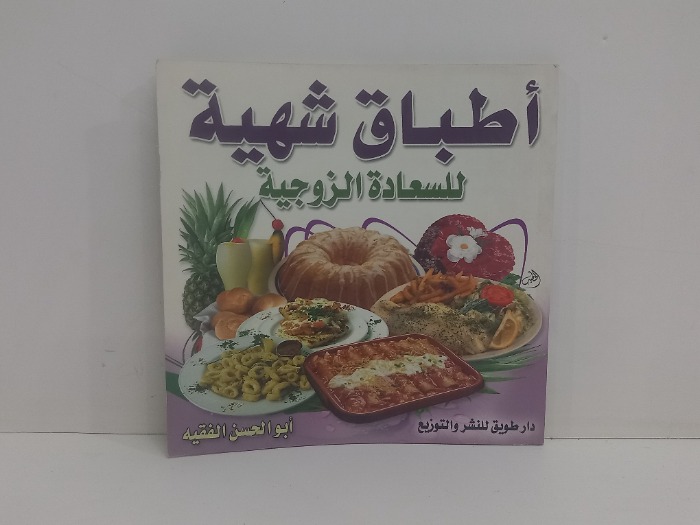 أطباق شهية
للسعادة الزوجية
دار طويق للنشر والتوزيع
أبو الحسن الفقيه